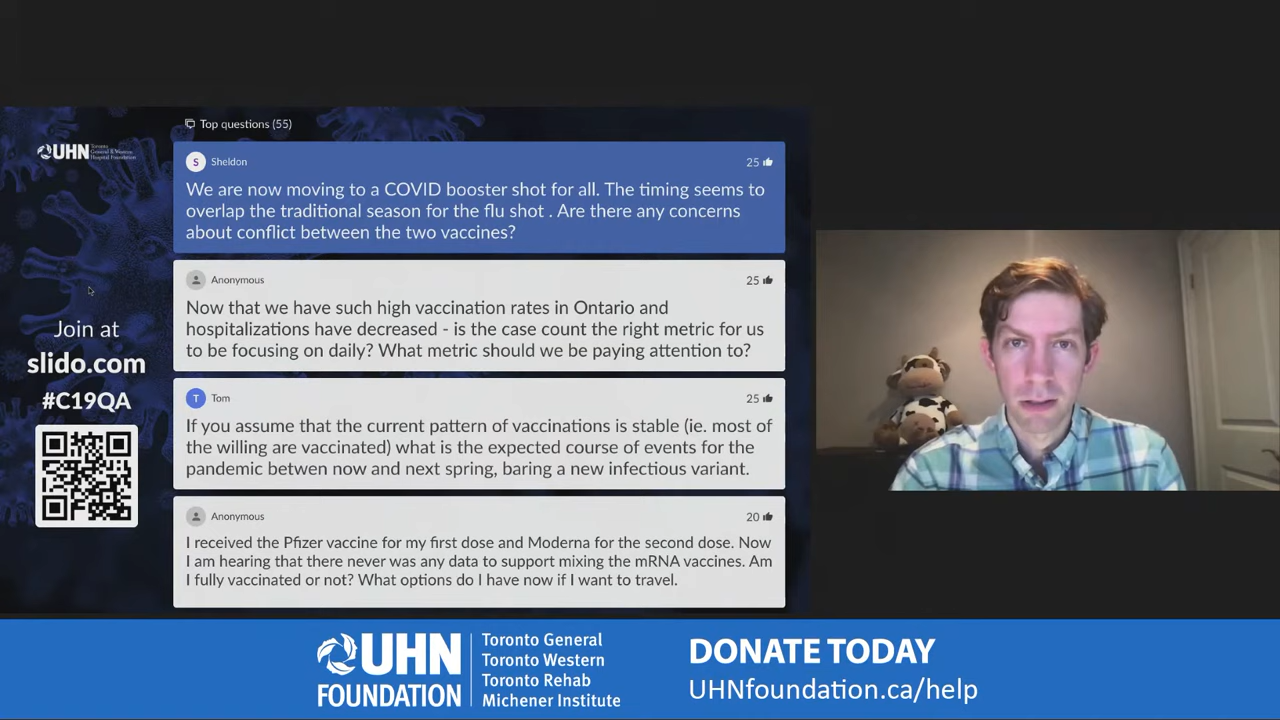 Top questions (55)
UHN Toronto
General & Western
Hospital Foundation
S Sheldon 25
We are now moving to a COVID booster shot for all. The timing seems to
overlap the traditional season for the flu shot . Are there any concerns
about conflict between the two vaccines?
Anonymous 25
Now that we have such high vaccination rates in Ontario and
hospitalizations have decreased - is the case count the right metric for us
to be focusing on daily? What metric should we be paying attention to?
Join at
slido.com
#C19QA
T Tom 25
If you assume that the current pattern of vaccinations is stable (ie. most of
the willing are vaccinated) what is the expected course of events for the
pandemic betwen now and next spring, baring a new infectious variant.
Anonymous 20
I received the Pfizer vaccine for my first dose and Moderna for the second dose. Now
I am hearing that there never was any data to support mixing the mRNA vaccines. Am
I fully vaccinated or not? What options do I have now if I want to travel.
UHN
FOUNDATION
Toronto General
Toronto Western
Toronto Rehab
Michener Institute
DONATE TODAY
UHNfoundation.ca/help